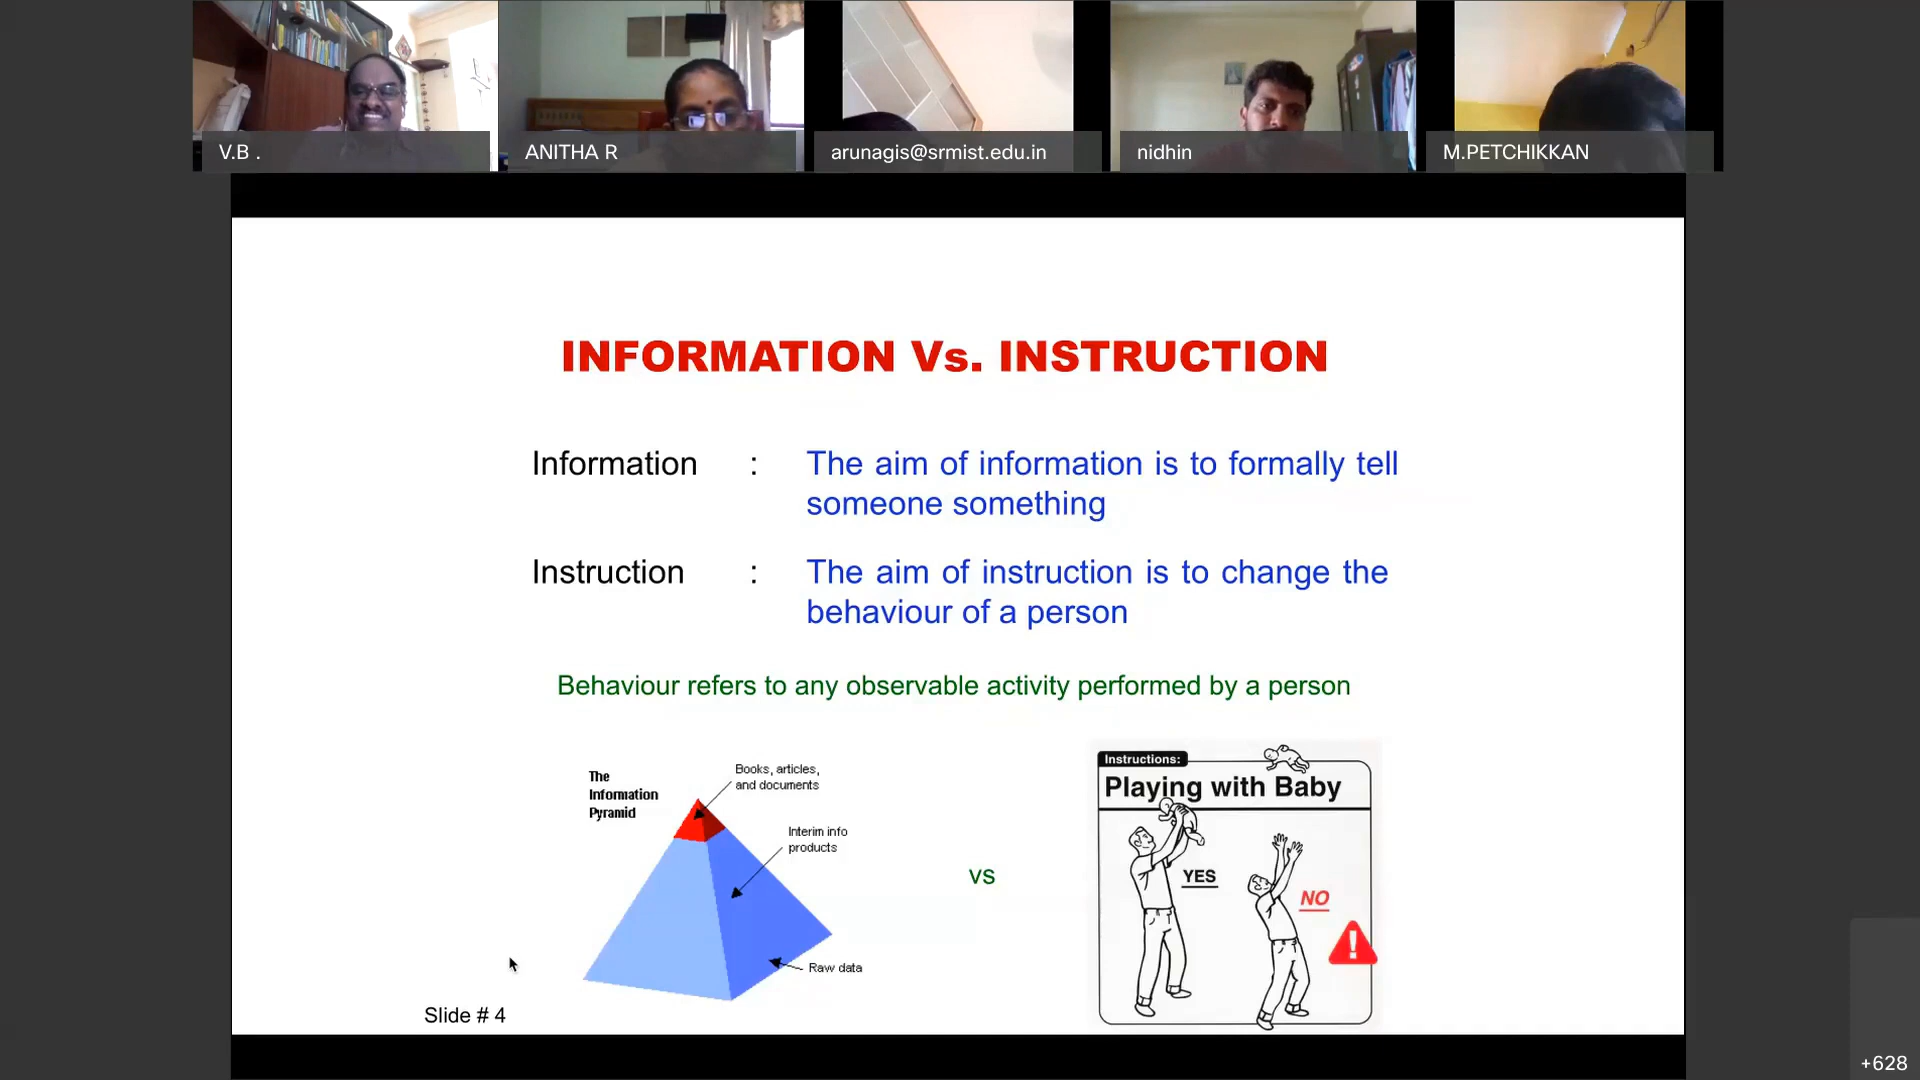 V.B .
ANITHA R
arunagis@srmist.edu.in
nidhin
M.PETCHIKKAN
INFORMATION Vs. INSTRUCTION
Information : The aim of information is to formally tell
someone something
Instruction : The aim of instruction is to change the
behaviour of a person
Behaviour refers to any observable activity performed by a person
The
Information
Pyramid
Books, articles,
and documents
Interim info
products
Raw data
vs
Instructions:
Playing with Baby
YES
NO
Slide # 4
+628